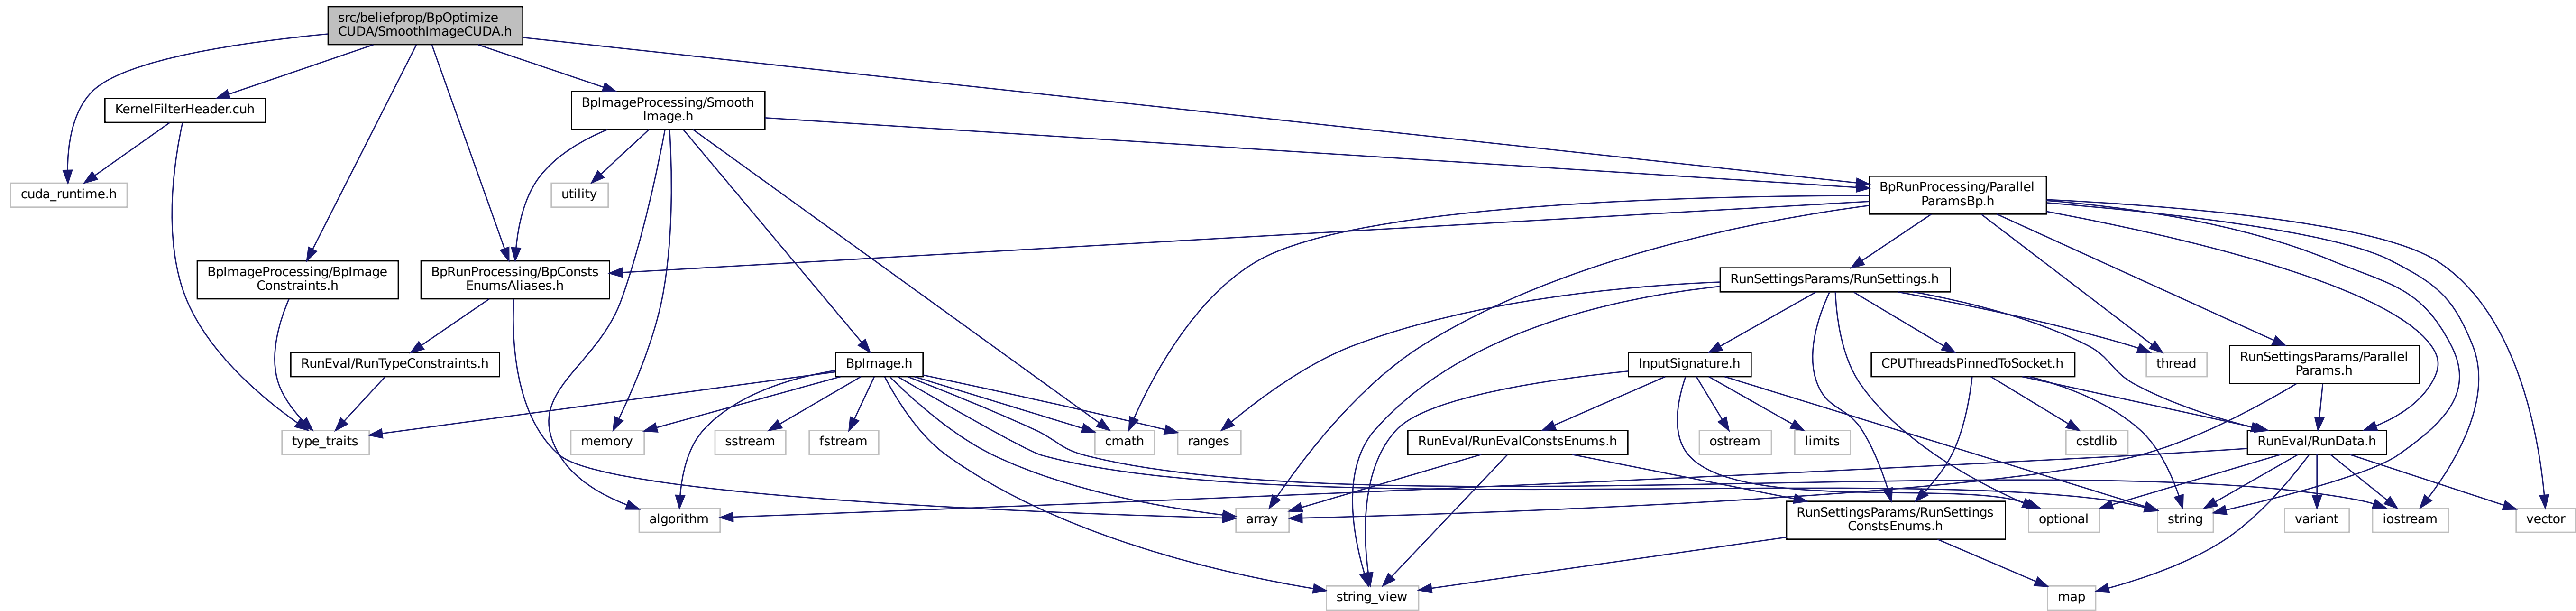 src/beliefprop/BpOptimize
CUDA/SmoothImageCUDA.h
KernelFilterHeader.cuh
BpImageProcessing/Smooth
Image.h
cuda_runtime.h
utility
BpRunProcessing/Parallel
ParamsBp.h
BpImageProcessing/BpImage
Constraints.h
BpRunProcessing/BpConsts
EnumsAliases.h
RunSettingsParams/RunSettings.h
RunEval/RunTypeConstraints.h
BpImage.h
InputSignature.h
CPUThreadsPinnedToSocket.h
thread
RunSettingsParams/Parallel
Params.h
type_traits
memory
sstream
fstream
cmath
ranges
RunEval/RunEvalConstsEnums.h
ostream
limits
cstdlib
RunEval/RunData.h
algorithm
array
RunSettingsParams/RunSettings
ConstsEnums.h
optional
string
variant
iostream
vector
string_view
map